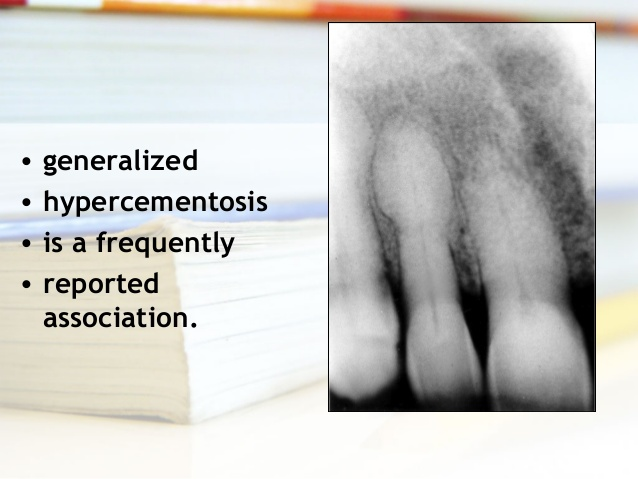 • generalized
• hypercementosis
• is a frequently
• reported
association.